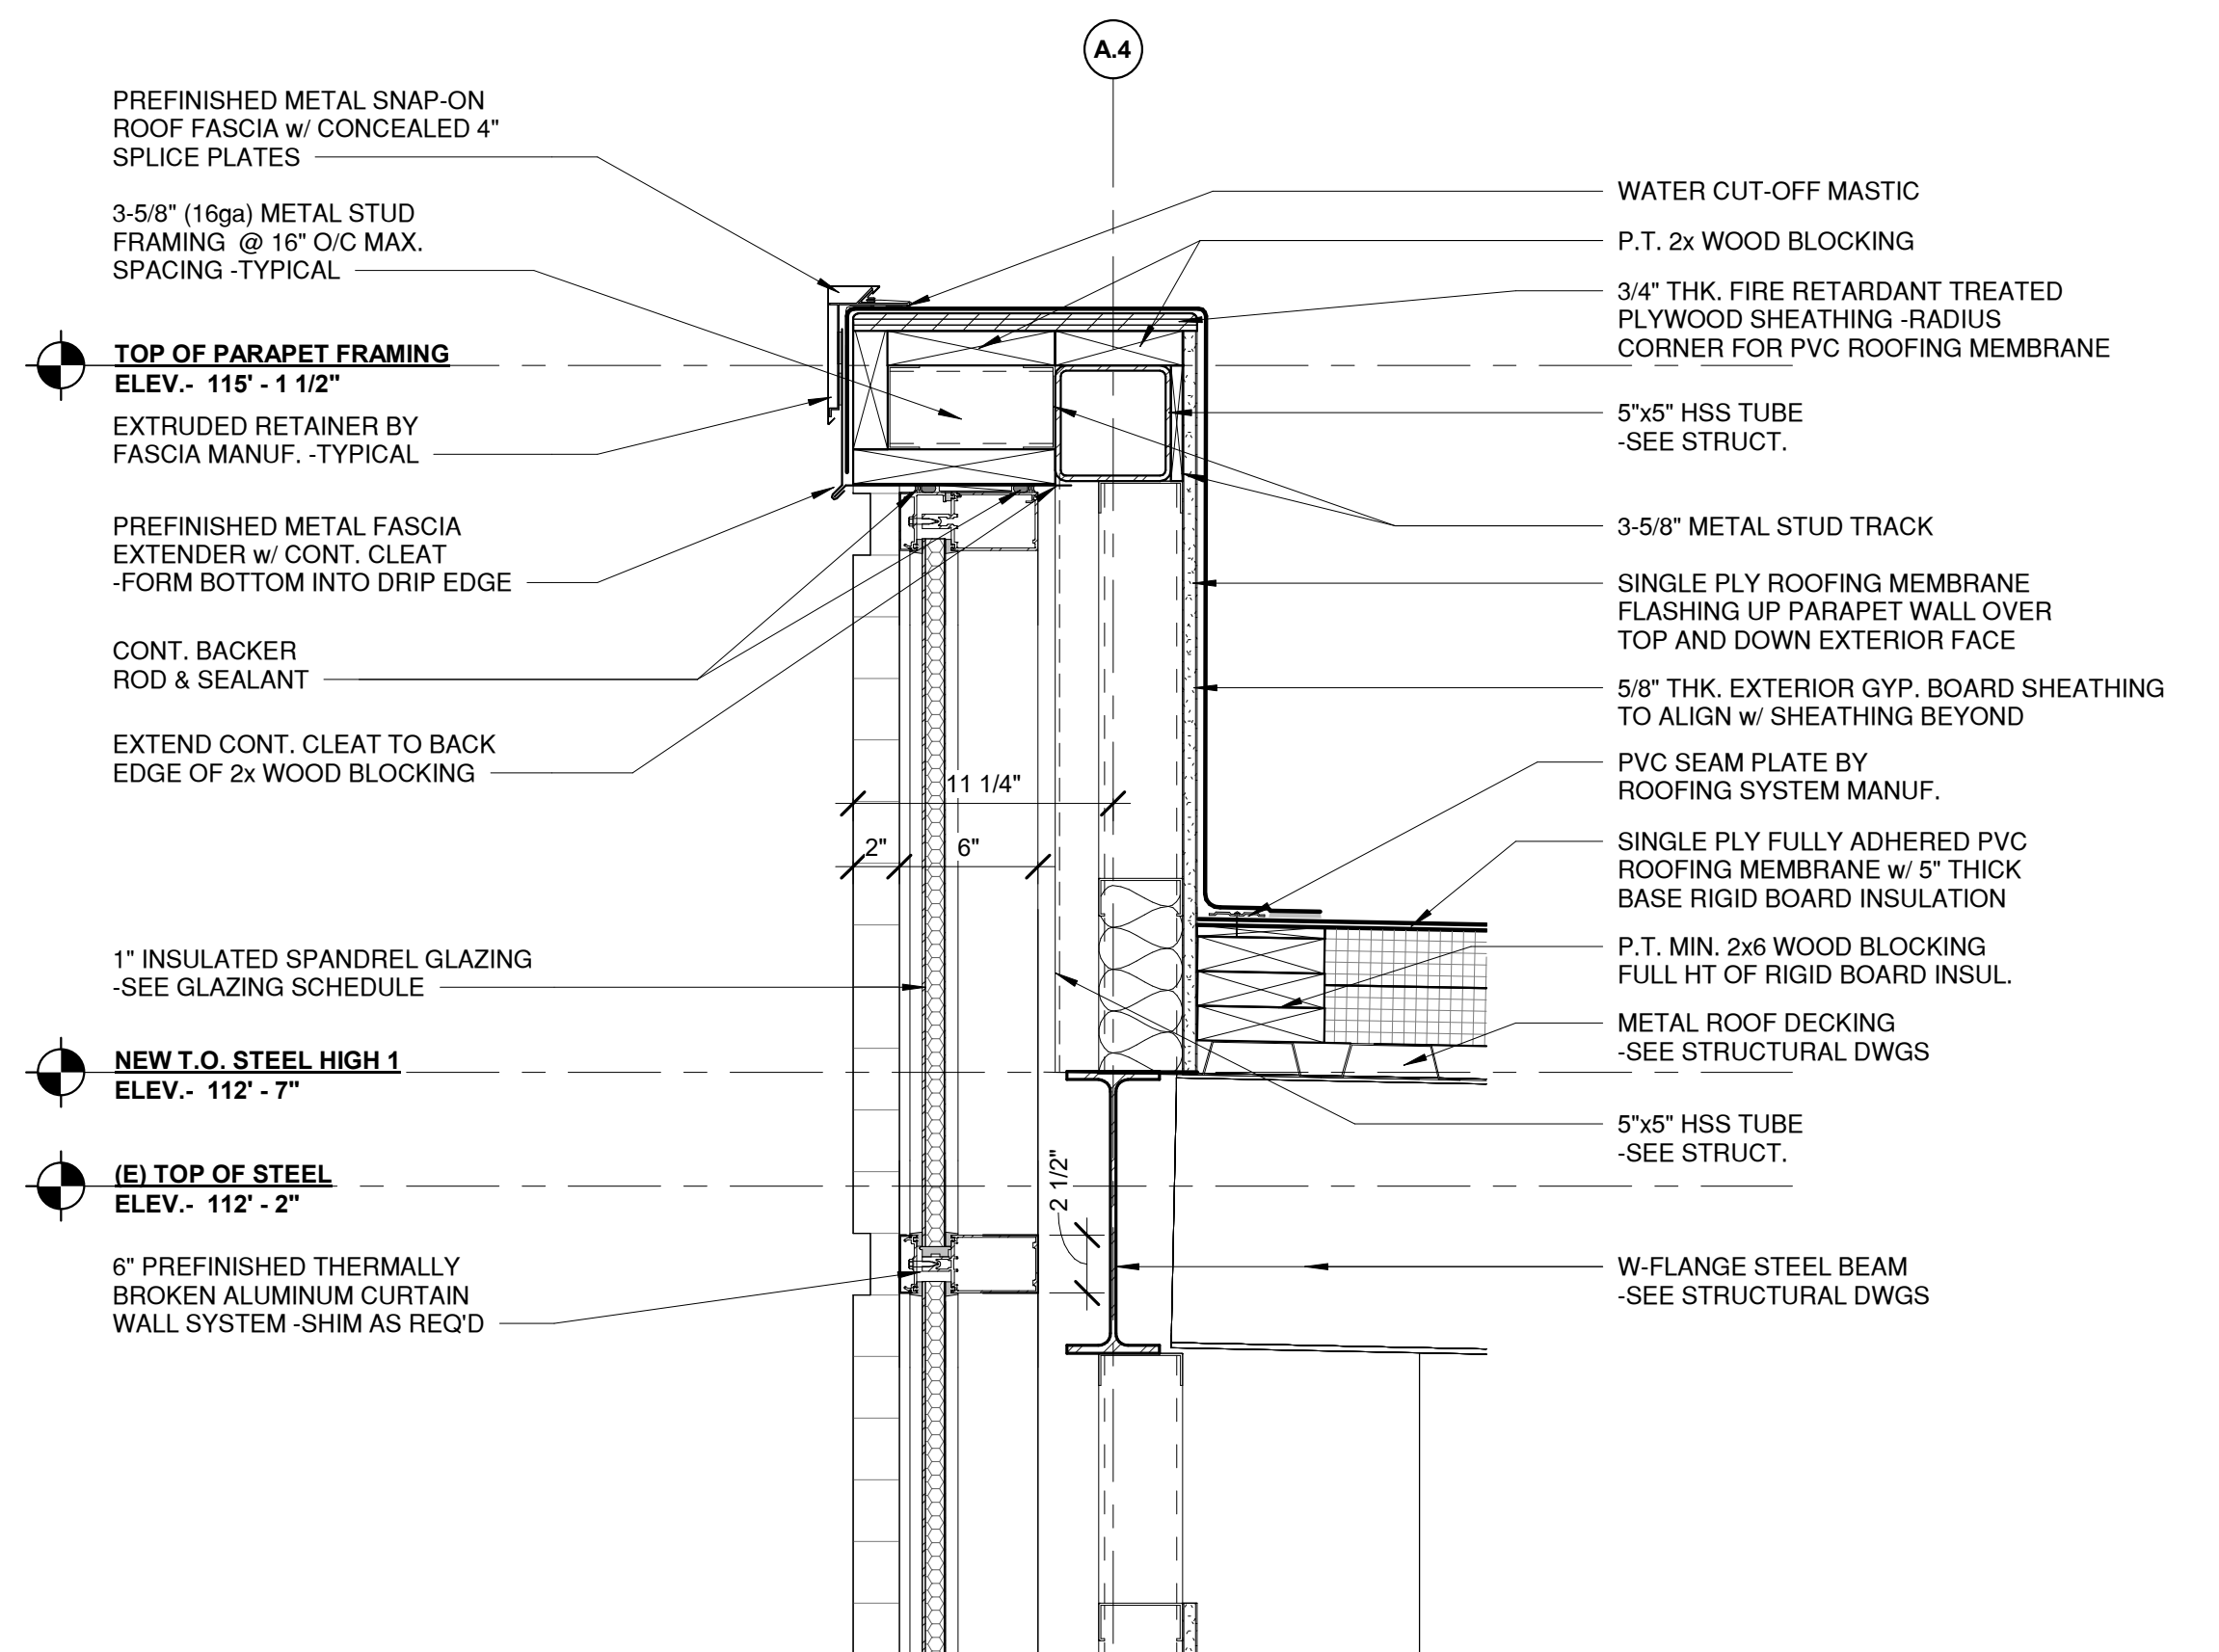 A.4
PREFINISHED METAL SNAP-ON
ROOF FASCIA w/ CONCEALED 4"
SPLICE PLATES
3-5/8" (16ga) METAL STUD
FRAMING @ 16" O/C MAX.
SPACING -TYPICAL
TOP OF PARAPET FRAMING
ELEV.- 115' - 1 1/2"
EXTRUDED RETAINER BY
FASCIA MANUF. -TYPICAL
PREFINISHED METAL FASCIA
EXTENDER w/ CONT. CLEAT
-FORM BOTTOM INTO DRIP EDGE
CONT. BACKER
ROD & SEALANT
EXTEND CONT. CLEAT TO BACK
EDGE OF 2x WOOD BLOCKING
1" INSULATED SPANDREL GLAZING
-SEE GLAZING SCHEDULE
NEW T.O. STEEL HIGH 1
ELEV.- 112' - 7"
(E) TOP OF STEEL
ELEV.- 112' - 2"
6" PREFINISHED THERMALLY
BROKEN ALUMINUM CURTAIN
WALL SYSTEM -SHIM AS REQ'D
11 1/4"
2"
6"
2 1/2"
WATER CUT-OFF MASTIC
P.T. 2x WOOD BLOCKING
3/4" THK. FIRE RETARDANT TREATED
PLYWOOD SHEATHING -RADIUS
CORNER FOR PVC ROOFING MEMBRANE
5"x5" HSS TUBE
-SEE STRUCT.
3-5/8" METAL STUD TRACK
SINGLE PLY ROOFING MEMBRANE
FLASHING UP PARAPET WALL OVER
TOP AND DOWN EXTERIOR FACE
5/8" THK. EXTERIOR GYP. BOARD SHEATHING
TO ALIGN w/ SHEATHING BEYOND
PVC SEAM PLATE BY
ROOFING SYSTEM MANUF.
SINGLE PLY FULLY ADHERED PVC
ROOFING MEMBRANE w/ 5" THICK
BASE RIGID BOARD INSULATION
P.T. MIN. 2x6 WOOD BLOCKING
FULL HT OF RIGID BOARD INSUL.
METAL ROOF DECKING
-SEE STRUCTURAL DWGS
5"x5" HSS TUBE
-SEE STRUCT.
W-FLANGE STEEL BEAM
-SEE STRUCTURAL DWGS